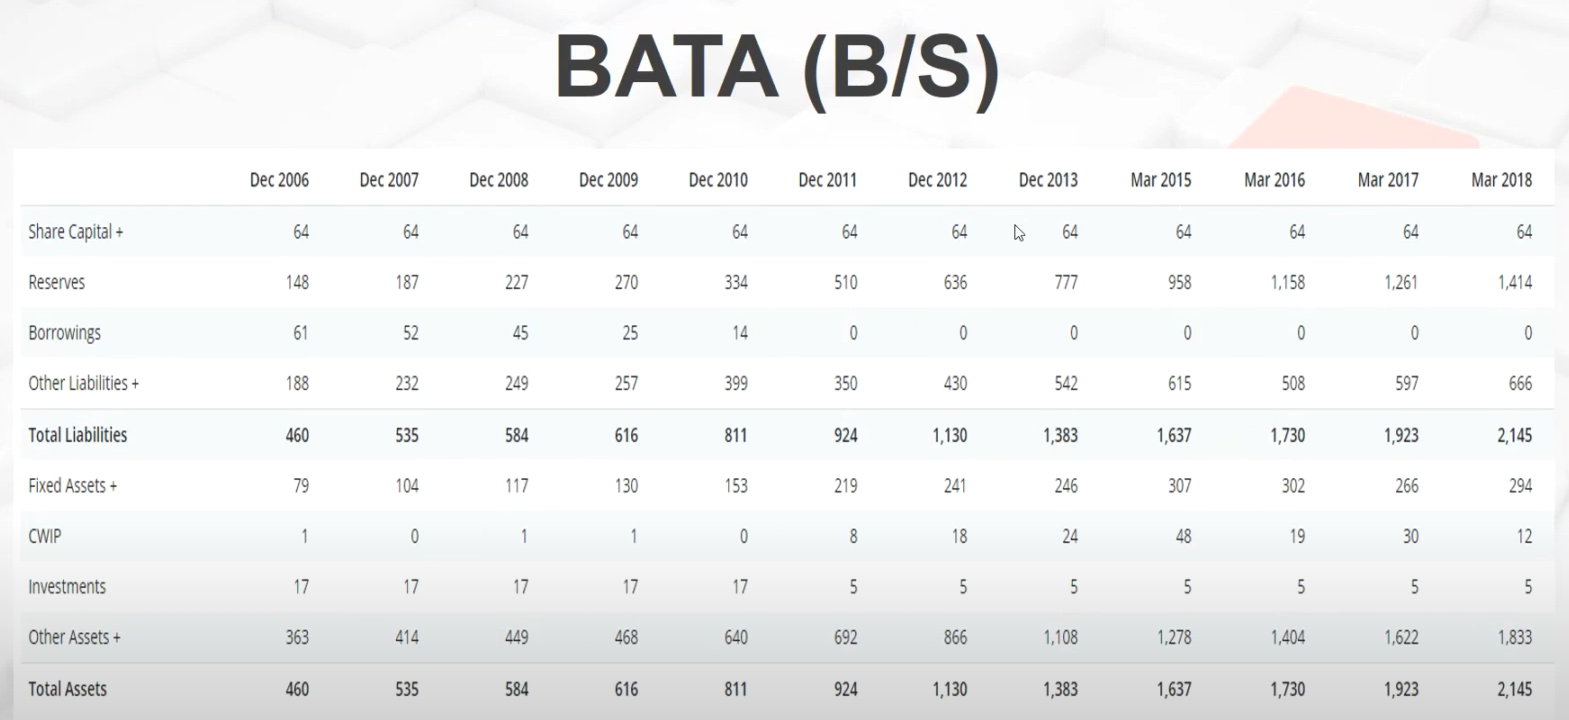 BATA (B/S)
Dec 2006 Dec 2007 Dec 2008 Dec 2009 Dec 2010 Dec 2011 Dec 2012 Dec 2013 Mar 2015 Mar 2016 Mar 2017 Mar 2018
Share Capital + 64 64 64 64 64 64 64 64 64 64 64 64
Reserves 148 187 227 270 334 510 636 777 958 1,158 1,261 1,414
Borrowings 61 52 45 25 14 0 0 0 0 0 0 0
Other Liabilities + 188 232 249 257 399 350 430 542 615 508 597 666
Total Liabilities 460 535 584 616 811 924 1,130 1,383 1,637 1,730 1,923 2,145
Fixed Assets + 79 104 117 130 153 219 241 246 307 302 266 294
CWIP 1 0 1 1 0 8 18 24 48 19 30 12
Investments 17 17 17 17 17 5 5 5 5 5 5 5
Other Assets + 363 414 449 468 640 692 866 1,108 1,278 1,404 1,622 1,833
Total Assets 460 535 584 616 811 924 1,130 1,383 1,637 1,730 1,923 2,145